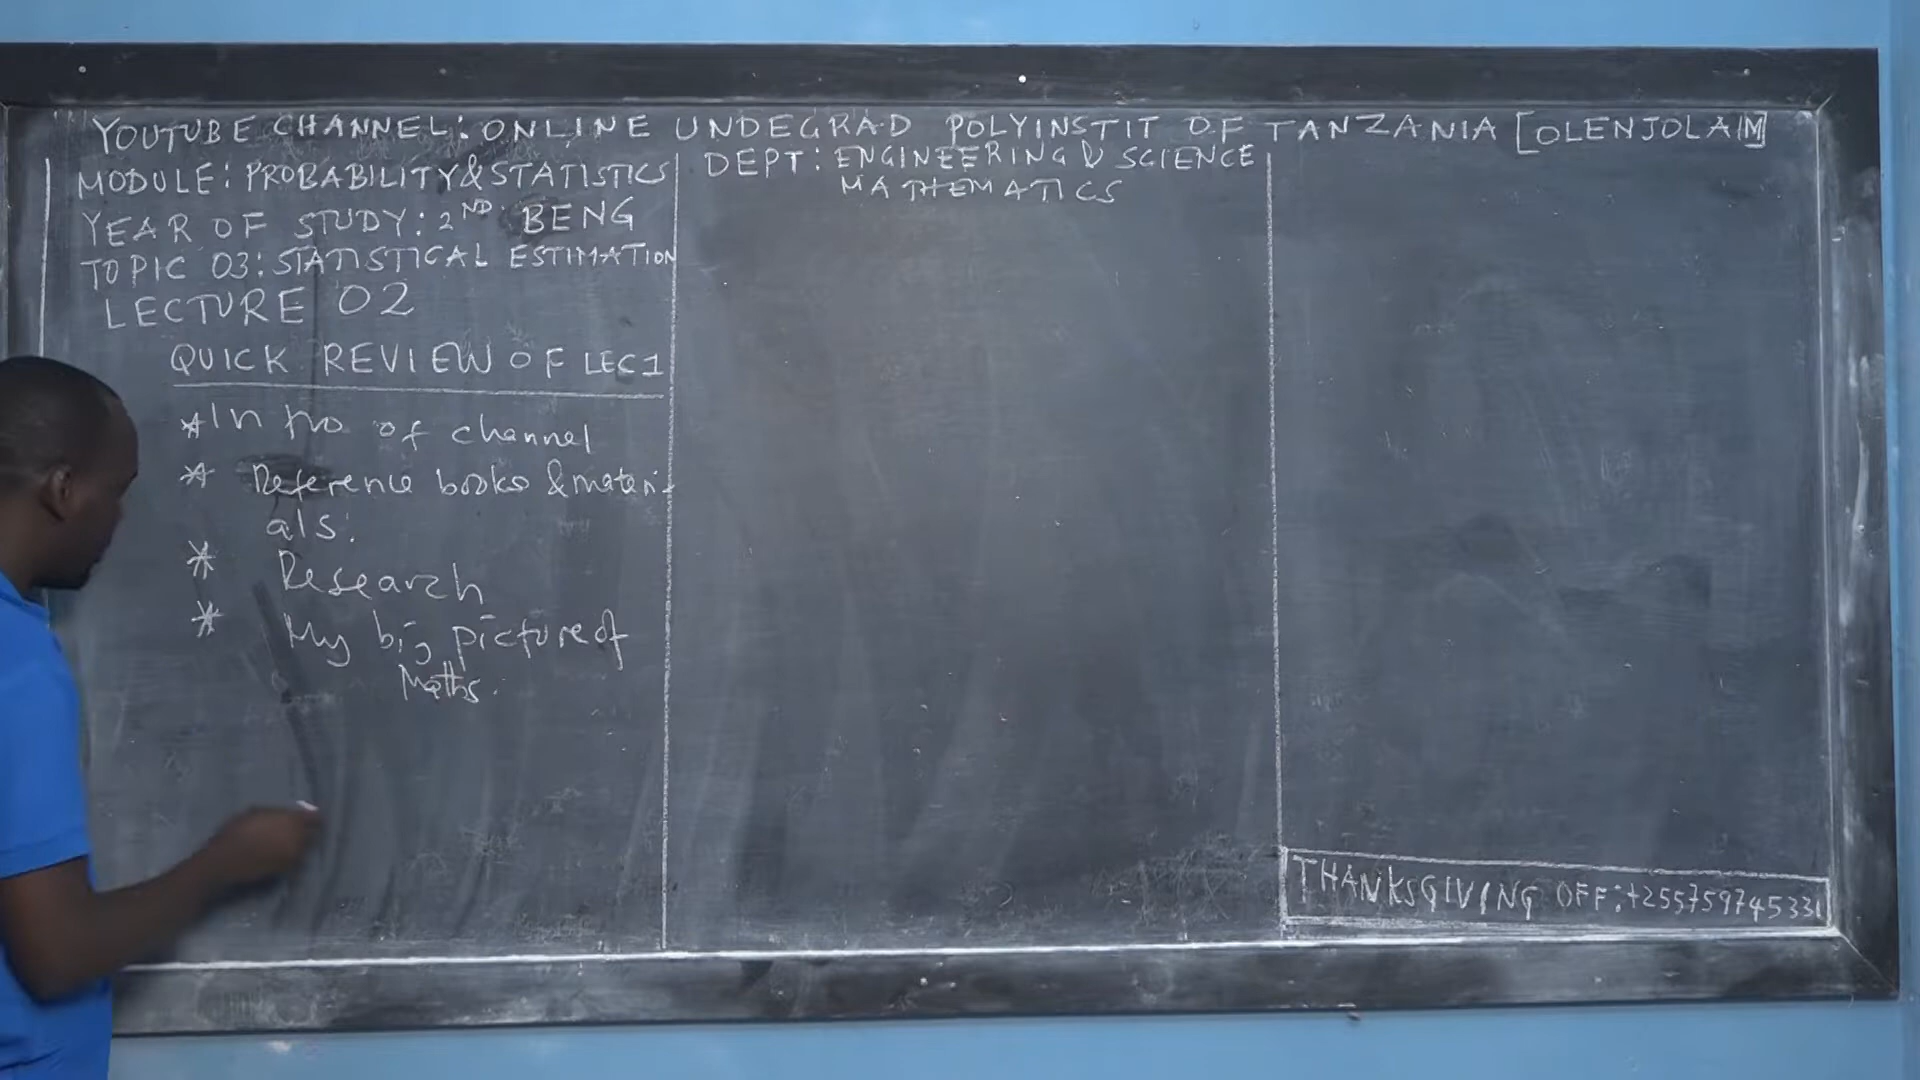 YOUTUBE CHANNEL: ONLINE UNDEGRAD POLYINSTIT OF TANZANIA [OLENJOLAIM]
MODULE: PROBABILITY & STATISTICS
YEAR OF STUDY: 2ND BENG
TOPIC 03: STATISTICAL ESTIMATION
LECTURE 02
QUICK REVIEW OF LEC1
* Intro of channel
* Reference books & materi-
als:
* Research
* My big picture of
Maths.
DEPT: ENGINEERING & SCIENCE
MATHEMATICS
THANKSGIVING OFF: +255759745331